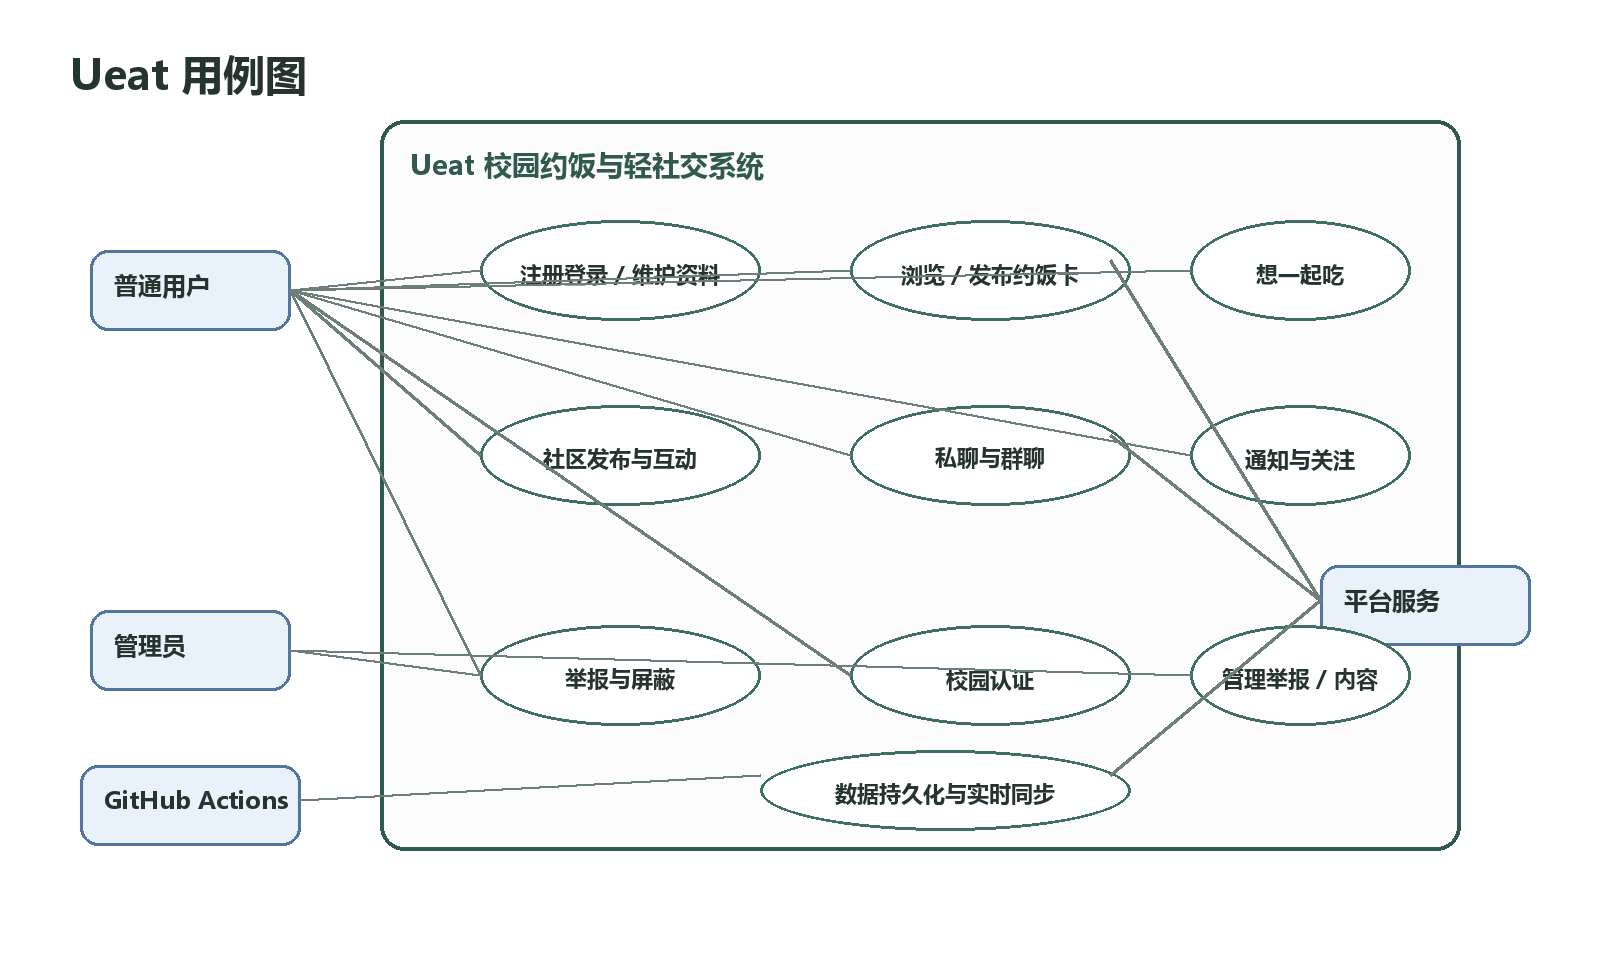 Ueat 用例图
Ueat 校园约饭与轻社交系统
普通用户
注册登录 / 维护资料
浏览 / 发布约饭卡
想一起吃
社区发布与互动
私聊与群聊
通知与关注
平台服务
管理员
举报与屏蔽
校园认证
管理举报 / 内容
GitHub Actions
数据持久化与实时同步